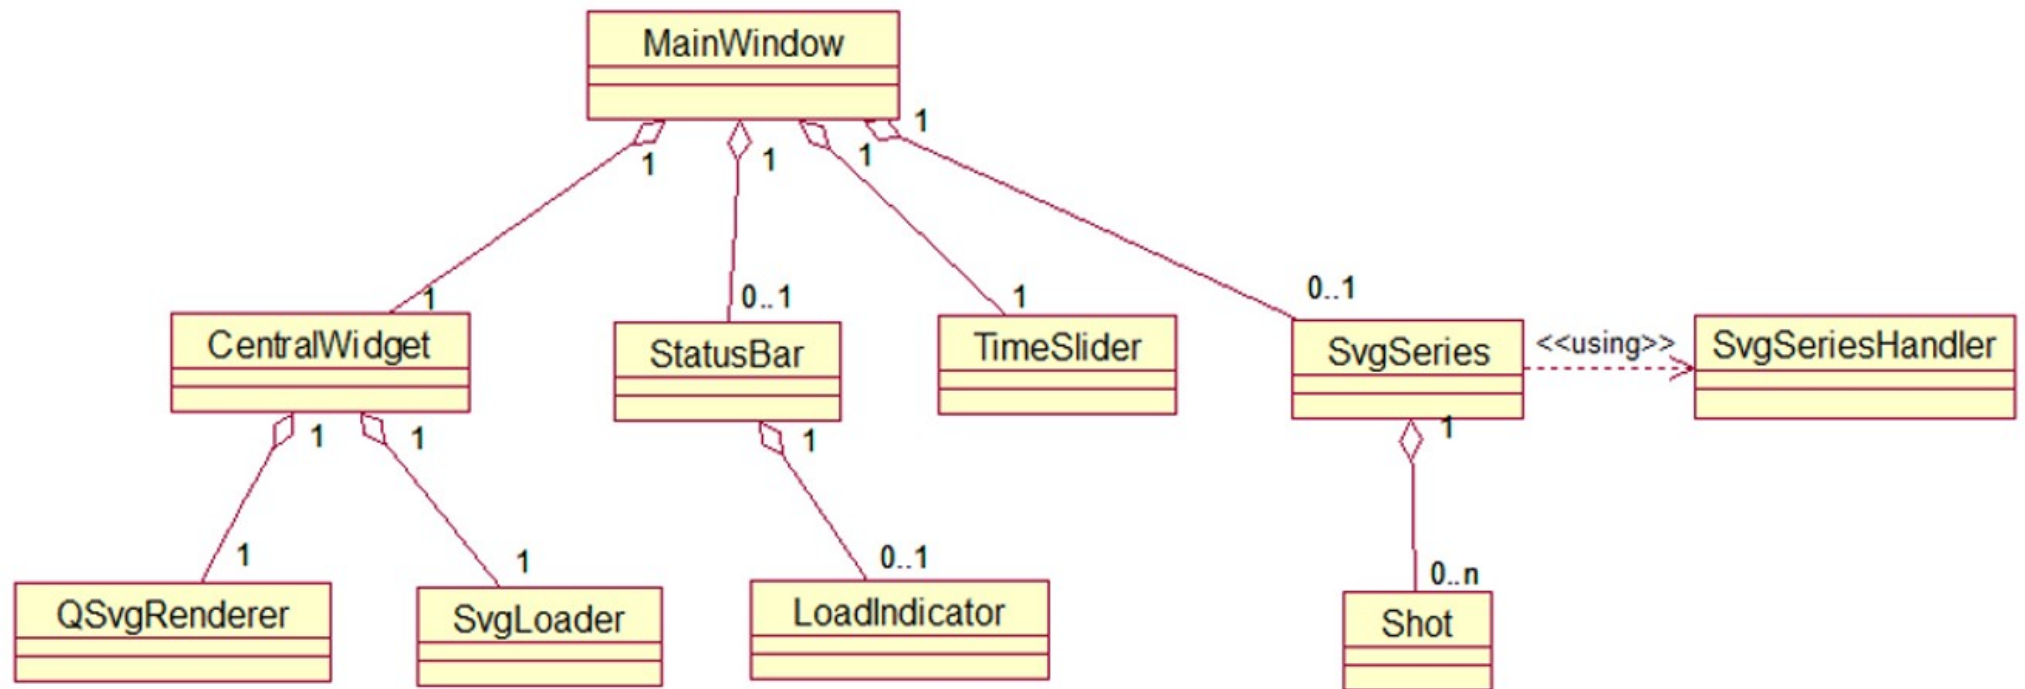 MainWindow
1
1
1
1
1
0..1
1
0..1
CentralWidget
StatusBar
TimeSlider
SvgSeries
<<using>>
SvgSeriesHandler
1
1
1
1
1
1
0..1
0..n
QSvgRenderer
SvgLoader
LoadIndicator
Shot